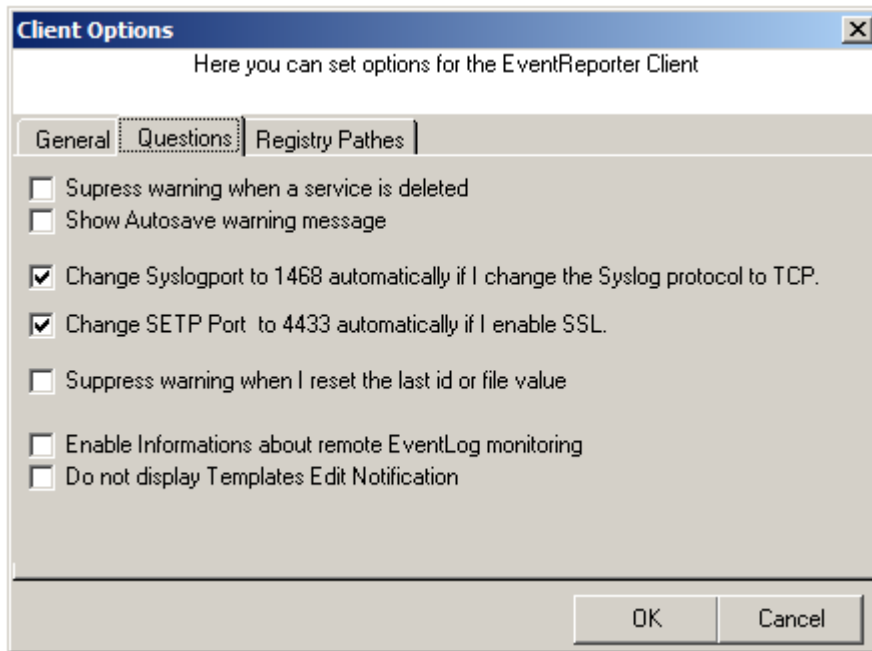 Client Options
Here you can set options for the EventReporter Client
General Questions Registry Pathes
Supress warning when a service is deleted
Show Autosave warning message
Change Syslogport to 1468 automatically if I change the Syslog protocol to TCP.
Change SETP Port  to 4433 automatically if I enable SSL.
Suppress warning when I reset the last id or file value
Enable Informations about remote EventLog monitoring
Do not display Templates Edit Notification
OK Cancel